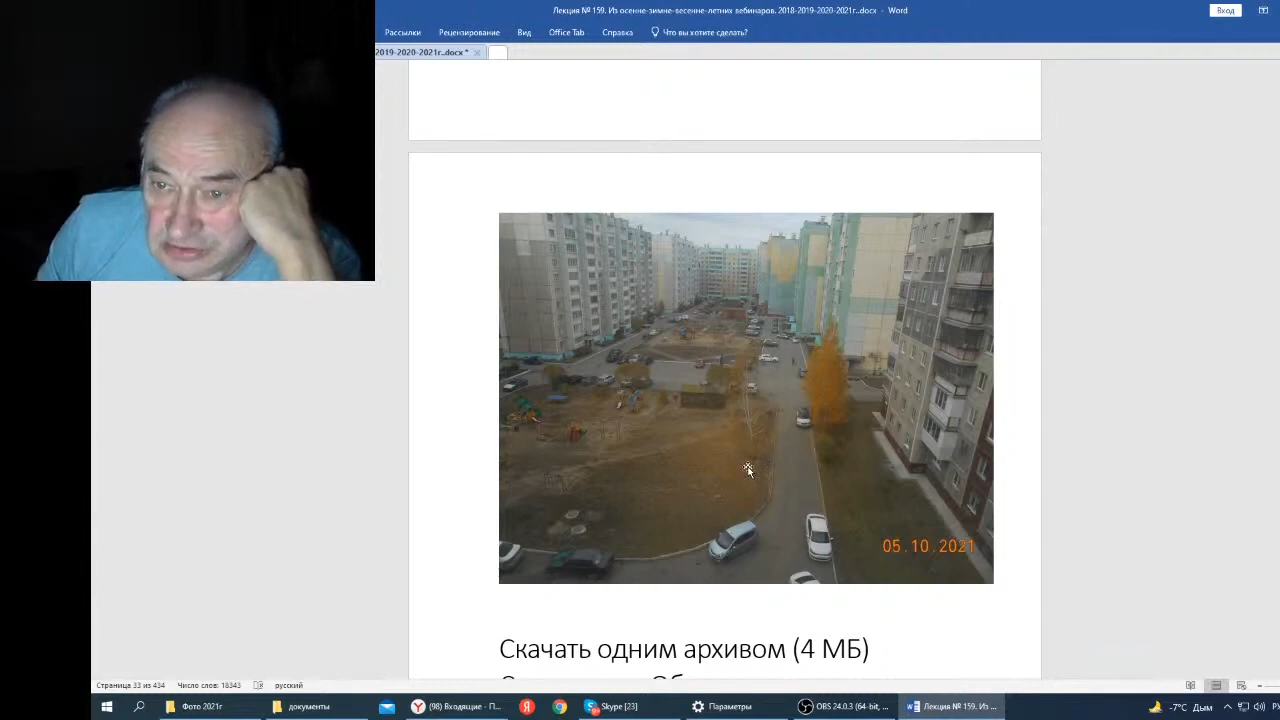 Лекция № 159. Из осенне-зимне-весенне-летних вебинаров. 2018-2019-2020-2021г..docx - Word
Вход
Рассылки Рецензирование Вид Office Tab Справка Что вы хотите сделать?
2019-2020-2021г..docx *
05.10.2021
Скачать одним архивом (4 МБ)
Страница 33 из 434 Число слов: 18343 русский
Фото 2021г документы (98) Входящие - П... Skype [23] Параметры OBS 24.0.3 (64-bit, ... Лекция № 159. Из ... -7°C Дым